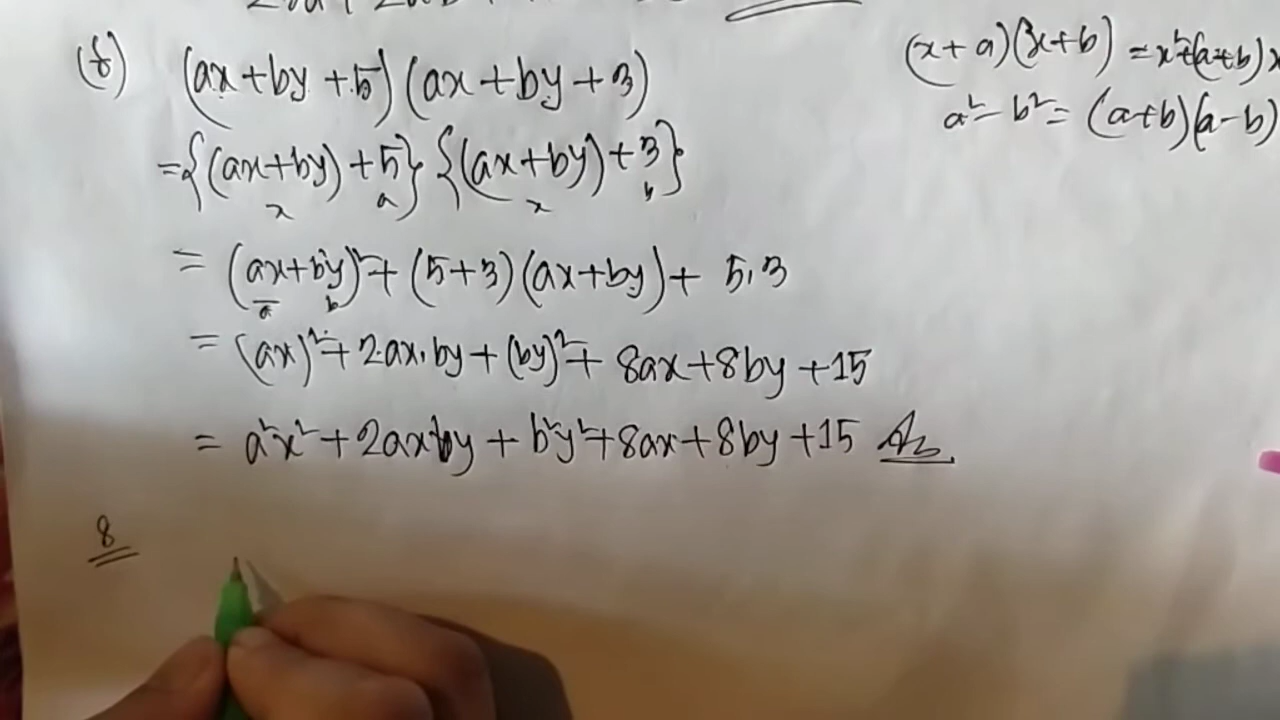 (f) (ax+by+5)(ax+by+3)
={(ax+by)+5}{(ax+by)+3}
x a x b
= (ax+by)²+(5+3)(ax+by)+ 5.3
a b
= (ax)²+2.ax.by+(by)²+ 8ax+8by+15
= a²x²+2axby+b²y²+8ax+8by+15 Ans
8
(x+a)(x+b) = x²+(a+b)x
a²-b²= (a+b)(a-b)